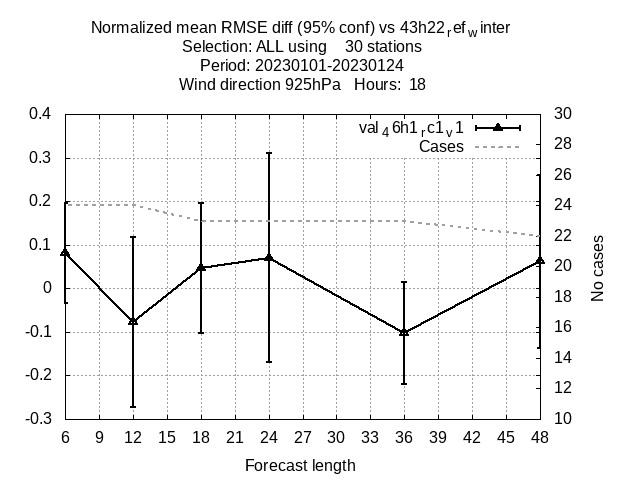 Normalized mean RMSE diff (95% conf) vs 43h22refwinter
Selection: ALL using    30 stations
Period: 20230101-20230124
Wind direction 925hPa   Hours:  18
val46h1rc1v1
Cases
0.4
0.3
0.2
0.1
0
-0.1
-0.2
-0.3
30
28
26
24
22
20
18
16
14
12
10
No cases
6 9 12 15 18 21 24 27 30 33 36 39 42 45 48
Forecast length